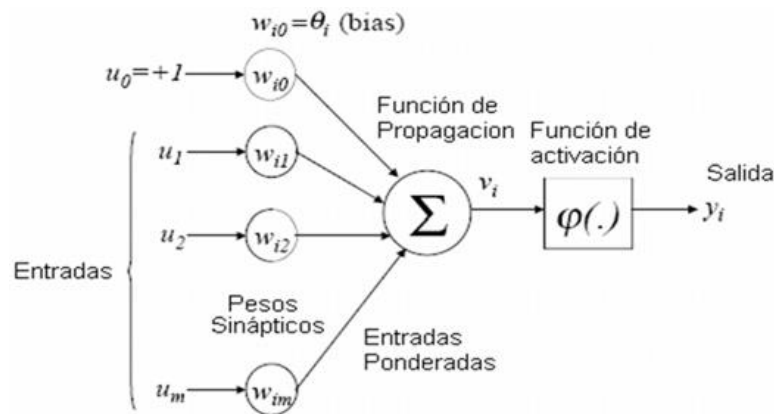 w_{i0}=θ_i (bias)
u_0=+1
w_{i0}
Función de
Propagacion
Función de
activación
u_1
w_{i1}
v_i
Salida
Σ
φ(.)
y_i
u_2
w_{i2}
Entradas
Pesos
Sinápticos
Entradas
Ponderadas
u_m
w_{im}